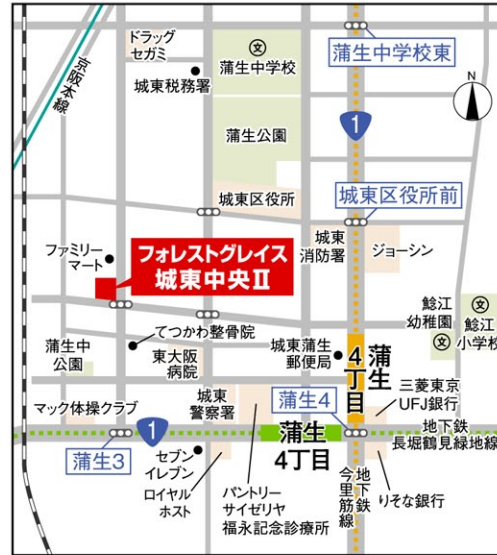 ドラッグ
セガミ
文
蒲生中学校
蒲生中学校東
京阪本線
城東税務署
N
1
蒲生公園
城東区役所
城東区役所前
ファミリー
マート
フォレストグレイス
城東中央Ⅱ
城東
消防署
ジョーシン
鯰江
幼稚園
文
文
鯰江
小学校
てつかわ整骨院
蒲生中
公園
東大阪
病院
城東蒲生
郵便局
蒲生
4丁目
三菱東京
UFJ銀行
マック体操クラブ
城東
警察署
蒲生4
蒲生3
1
蒲生
4丁目
地下鉄
長堀鶴見緑地線
セブン
イレブン
ロイヤル
ホスト
パントリー
サイゼリヤ
福永記念診療所
地下鉄
今里筋線
りそな銀行